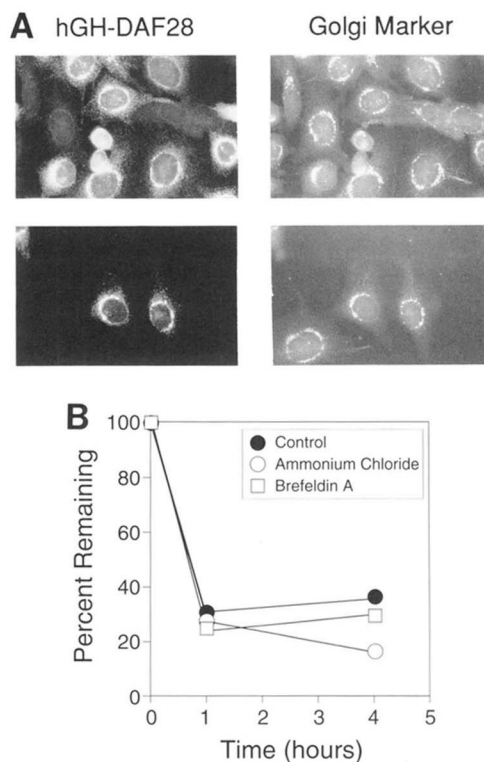 A hGH-DAF28 Golgi Marker
B
Percent Remaining
100
80
60
40
20
0
Control
Ammonium Chloride
Brefeldin A
0 1 2 3 4 5
Time (hours)